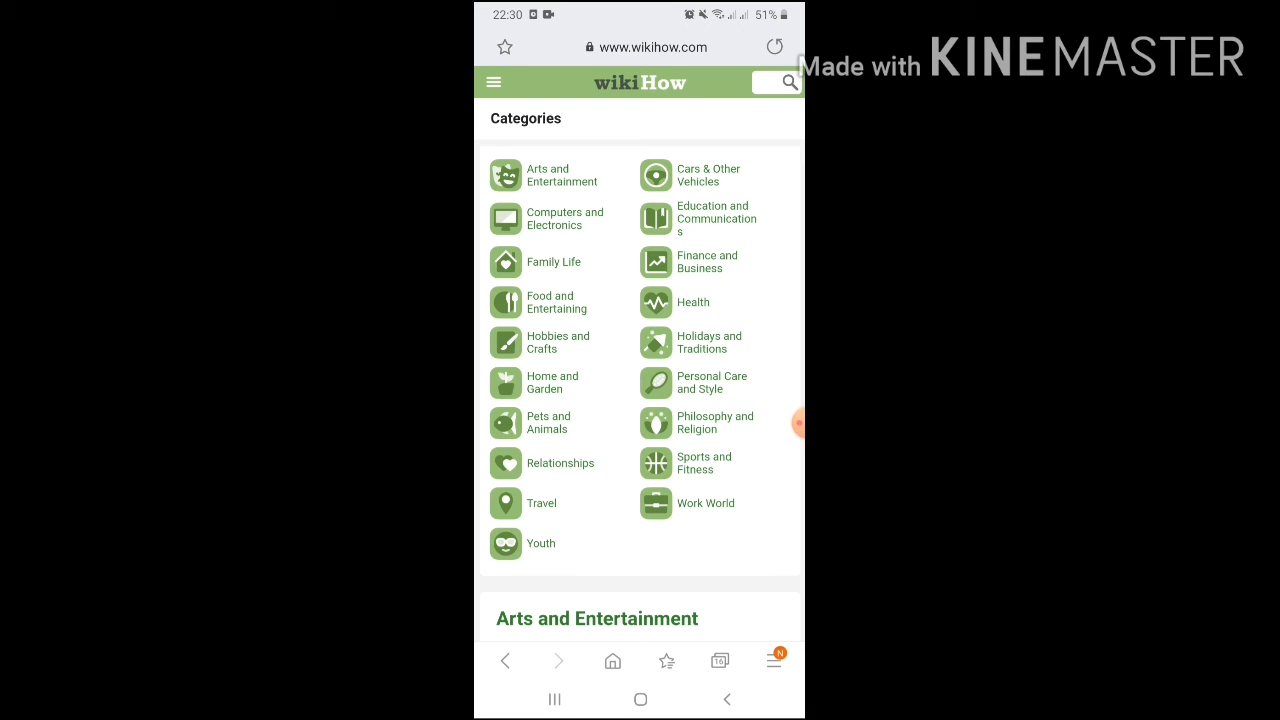 22:30
51%
www.wikihow.com
Made with KINEMASTER
wikiHow
Categories
Arts and
Entertainment
Cars & Other
Vehicles
Computers and
Electronics
Education and
Communication
s
Family Life
Finance and
Business
Food and
Entertaining
Health
Hobbies and
Crafts
Holidays and
Traditions
Home and
Garden
Personal Care
and Style
Pets and
Animals
Philosophy and
Religion
Relationships
Sports and
Fitness
Travel
Work World
Youth
Arts and Entertainment
16
N